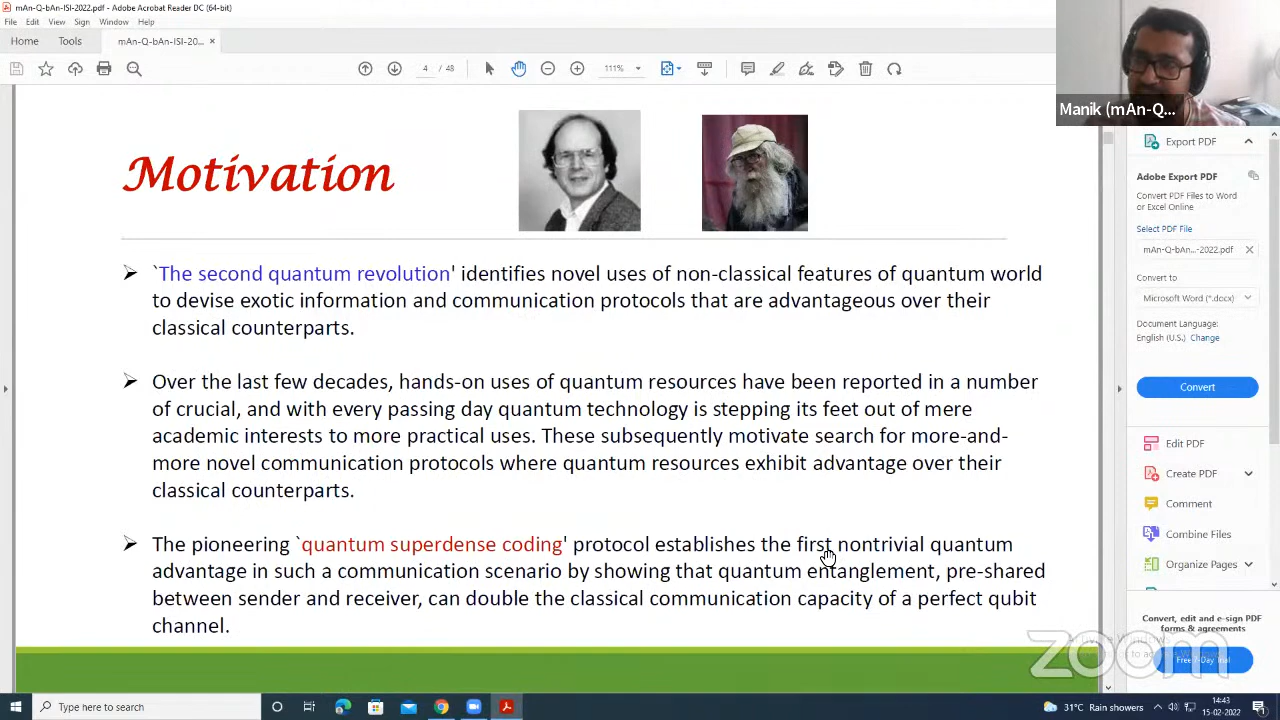 mAn-Q-bAn-ISI-2022.pdf - Adobe Acrobat Reader DC (64-bit)
File Edit View Sign Window Help
Home Tools mAn-Q-bAn-ISI-20... ×
4 / 48 111%
Manik (mAn-Q...
Motivation
➢ `The second quantum revolution' identifies novel uses of non-classical features of quantum world
to devise exotic information and communication protocols that are advantageous over their
classical counterparts.
➢ Over the last few decades, hands-on uses of quantum resources have been reported in a number
of crucial, and with every passing day quantum technology is stepping its feet out of mere
academic interests to more practical uses. These subsequently motivate search for more-and-
more novel communication protocols where quantum resources exhibit advantage over their
classical counterparts.
➢ The pioneering `quantum superdense coding' protocol establishes the first nontrivial quantum
advantage in such a communication scenario by showing that quantum entanglement, pre-shared
between sender and receiver, can double the classical communication capacity of a perfect qubit
channel.
Export PDF
Adobe Export PDF
Convert PDF Files to Word
or Excel Online
Select PDF File
mAn-Q-bAn...-2022.pdf
Convert to
Microsoft Word (*.docx)
Document Language:
English (U.S.) Change
Convert
Edit PDF
Create PDF
Comment
Combine Files
Organize Pages
Convert, edit and e-sign PDF
forms & agreements
Free 7-Day Trial
zoom
Type here to search
31°C Rain showers
14:43
15-02-2022